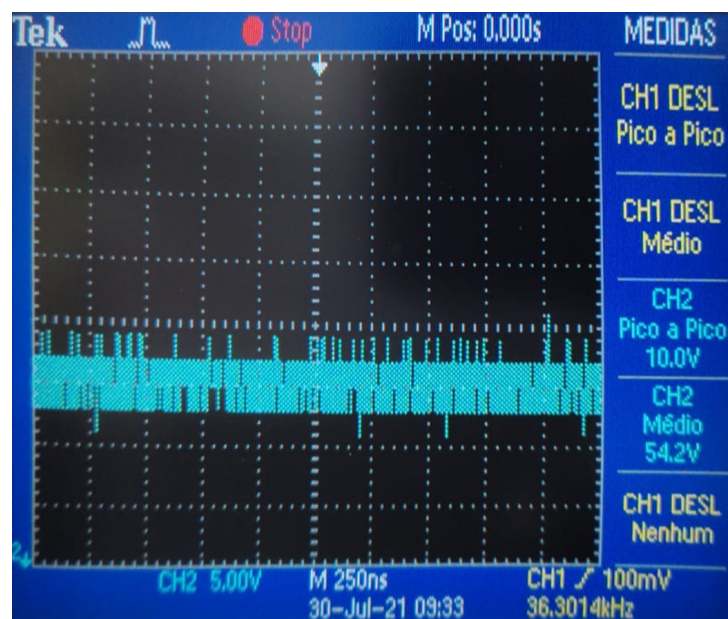 Tek Stop M Pos: 0.000s MEDIDAS
CH1 DESL
Pico a Pico
CH1 DESL
Médio
CH2
Pico a Pico
10.0V
CH2
Médio
54.2V
CH1 DESL
Nenhum
2
CH2 5.00V M 250ns CH1 100mV
30-Jul-21 09:33 36.3014kHz